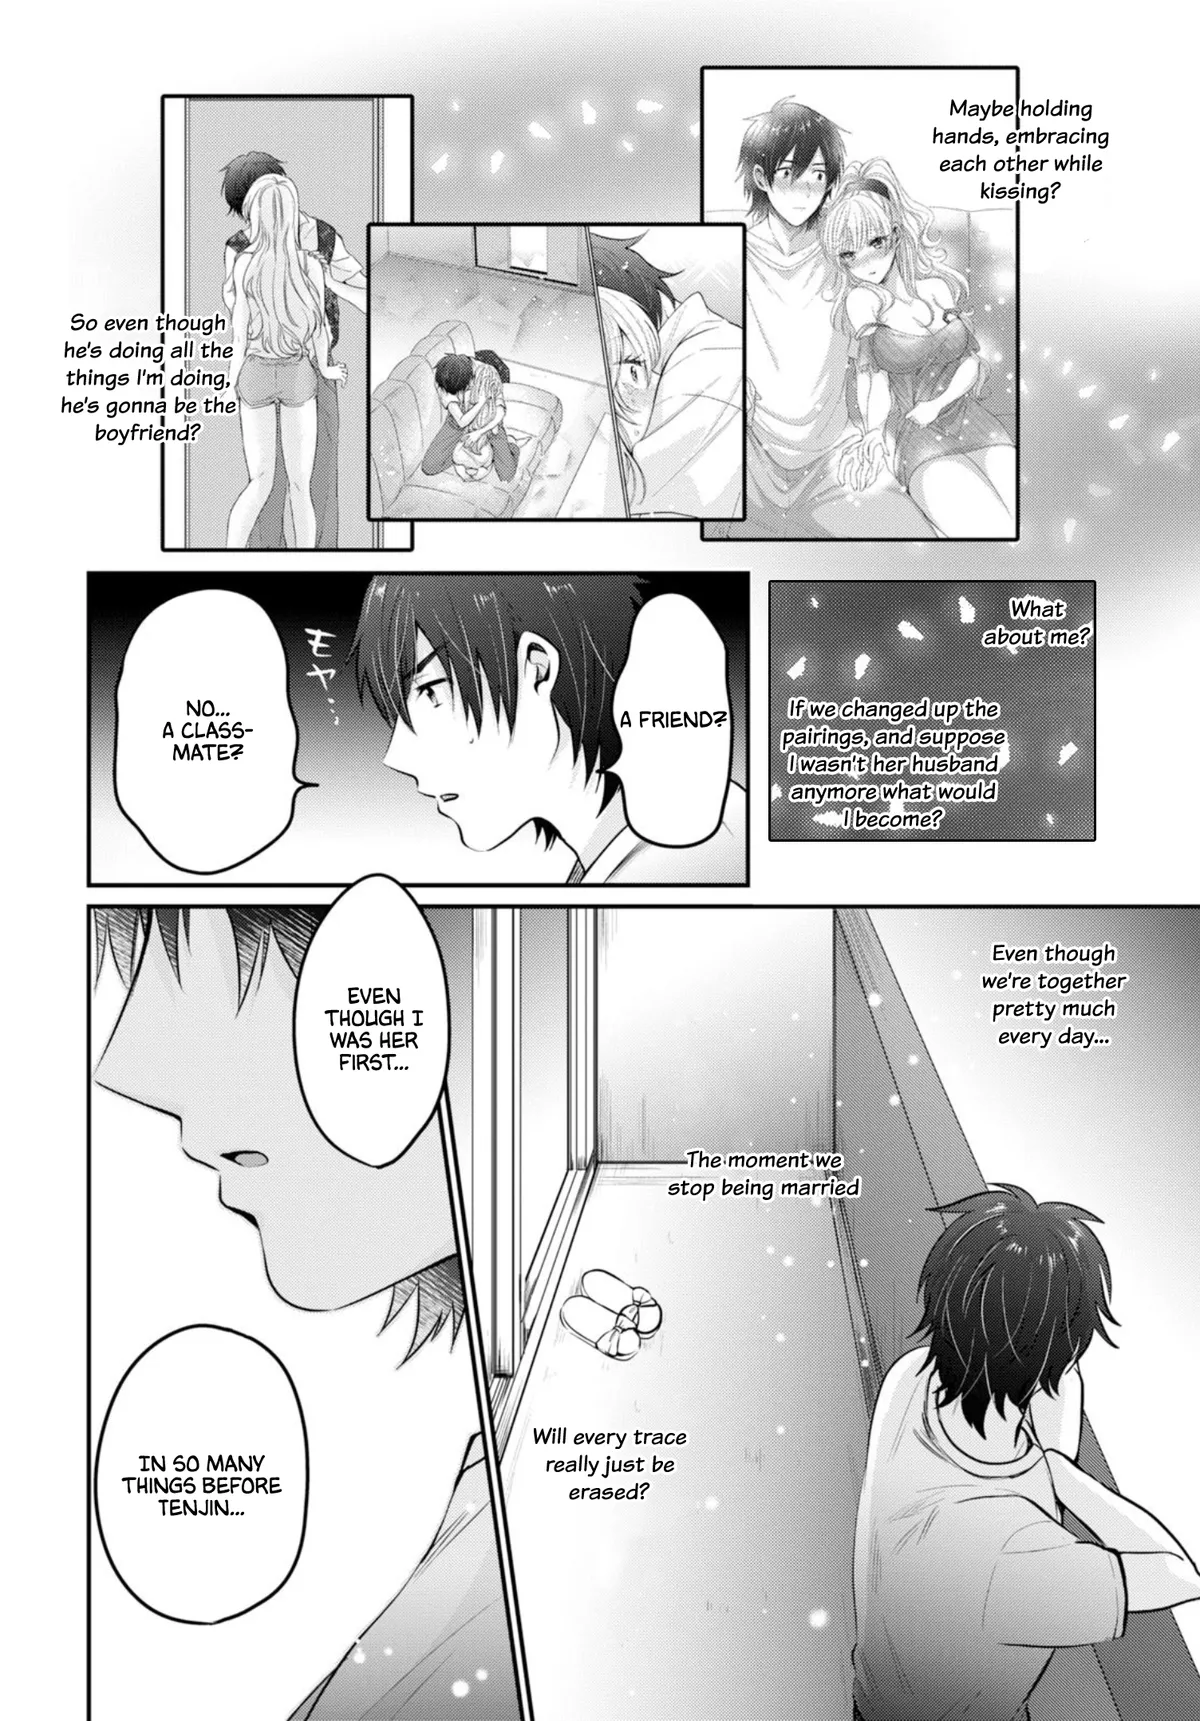 Maybe holding
hands, embracing
each other while
kissing?
So even though
he's doing all the
things I'm doing,
he's gonna be the
boyfriend?
What
about me?
If we changed up the
pairings, and suppose
I wasn't her husband
anymore what would
I become?
A FRIEND?
モヤ…
NO...
A CLASS-
MATE?
Even though
we're together
pretty much
every day...
The moment we
stop being married
Will every trace
really just be
erased?
EVEN
THOUGH I
WAS HER
FIRST...
IN SO MANY
THINGS BEFORE
TENJIN...